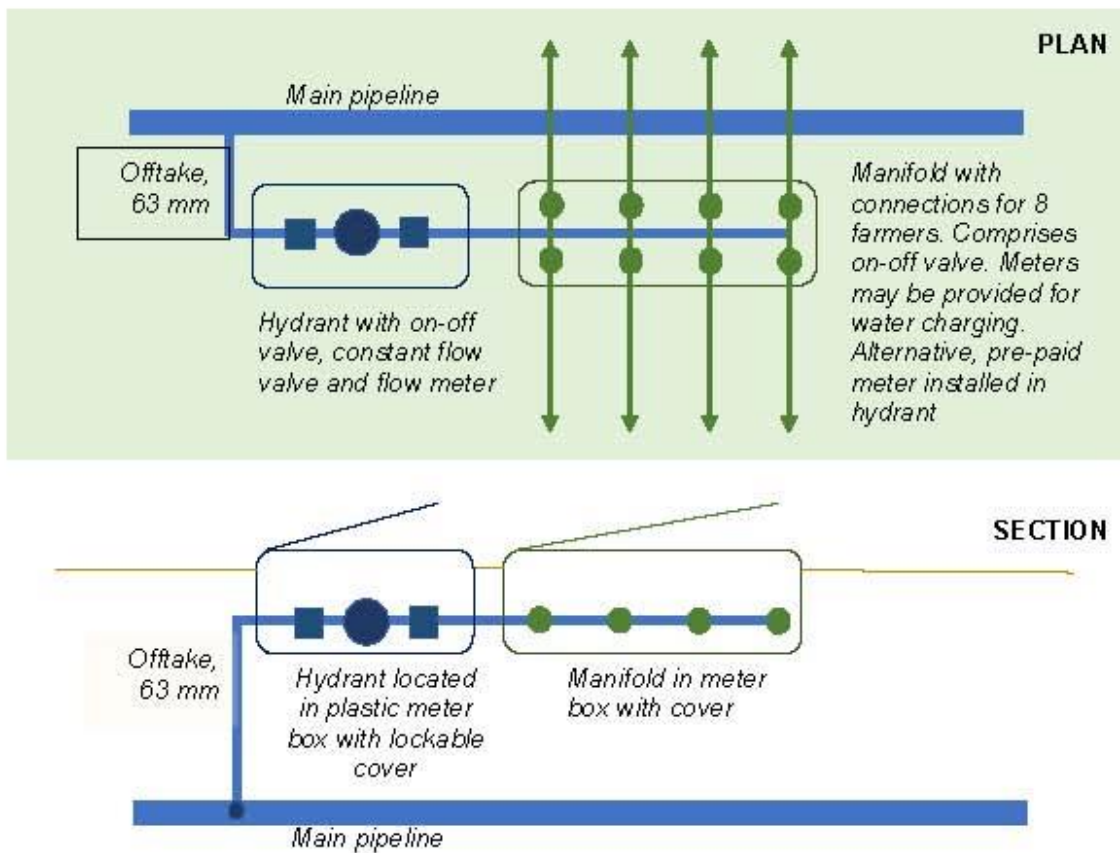 PLAN
Main pipeline
Offtake,
63 mm
Hydrant with on-off
valve, constant flow
valve and flow meter
Manifold with
connections for 8
farmers. Comprises
on-off valve. Meters
may be provided for
water charging.
Alternative, pre-paid
meter installed in
hydrant
SECTION
Offtake,
63 mm
Hydrant located
in plastic meter
box with lockable
cover
Manifold in meter
box with cover
Main pipeline